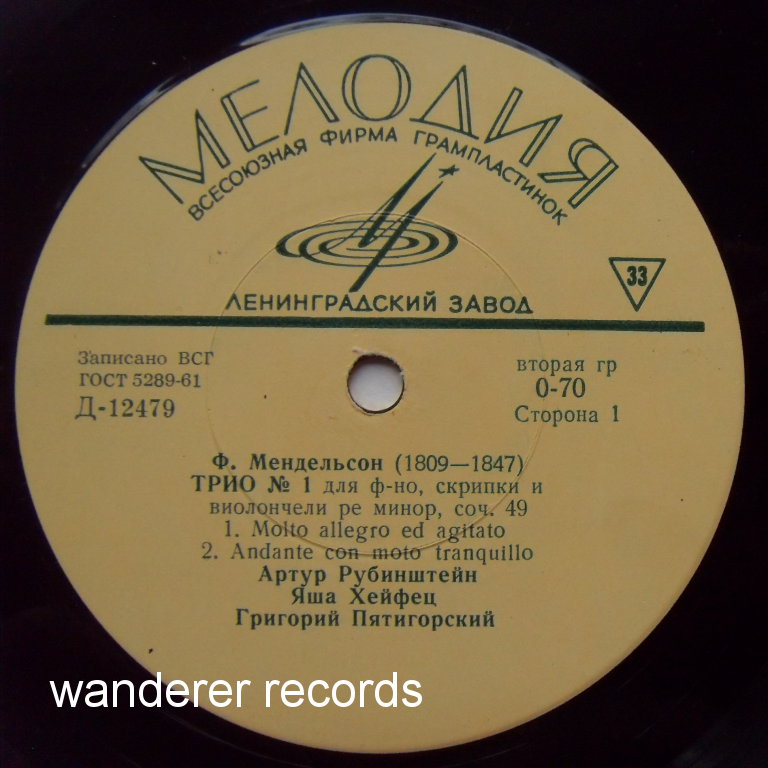 МЕЛОДИЯ
ВСЕСОЮЗНАЯ ФИРМА ГРАМПЛАСТИНОК
ЛЕНИНГРАДСКИЙ ЗАВОД
33
Записано ВСГ
ГОСТ 5289-61
Д-12479
вторая гр
0-70
Сторона 1
Ф. Мендельсон (1809—1847)
ТРИО № 1 для ф-но, скрипки и
виолончели ре минор, соч. 49
1. Molto allegro ed agitato
2. Andante con moto tranquillo
Артур Рубинштейн
Яша Хейфец
Григорий Пятигорский
wanderer records